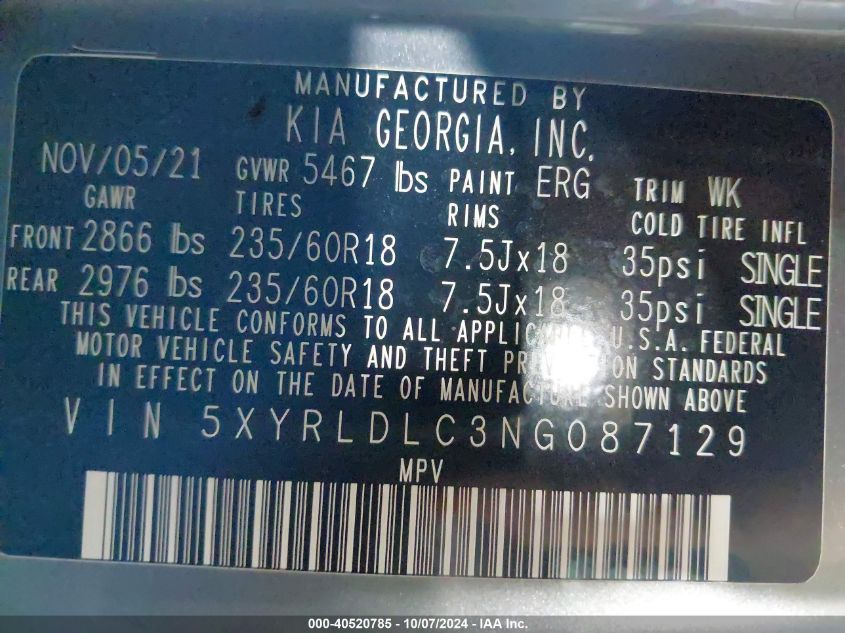 MANUFACTURED BY
KIA GEORGIA, INC.
NOV/05/21 GVWR 5467 lbs PAINT ERG TRIM WK
GAWR TIRES RIMS COLD TIRE INFL
FRONT 2866 lbs 235/60R18 7.5Jx18 35psi SINGLE
REAR 2976 lbs 235/60R18 7.5Jx18 35psi SINGLE
THIS VEHICLE CONFORMS TO ALL APPLICABLE U.S.A. FEDERAL
MOTOR VEHICLE SAFETY AND THEFT PREVENTION STANDARDS
IN EFFECT ON THE DATE OF MANUFACTURE SHOWN ABOVE
VIN 5XYRLDLC3NG087129
MPV
000-40520785 - 10/07/2024 - IAA Inc.